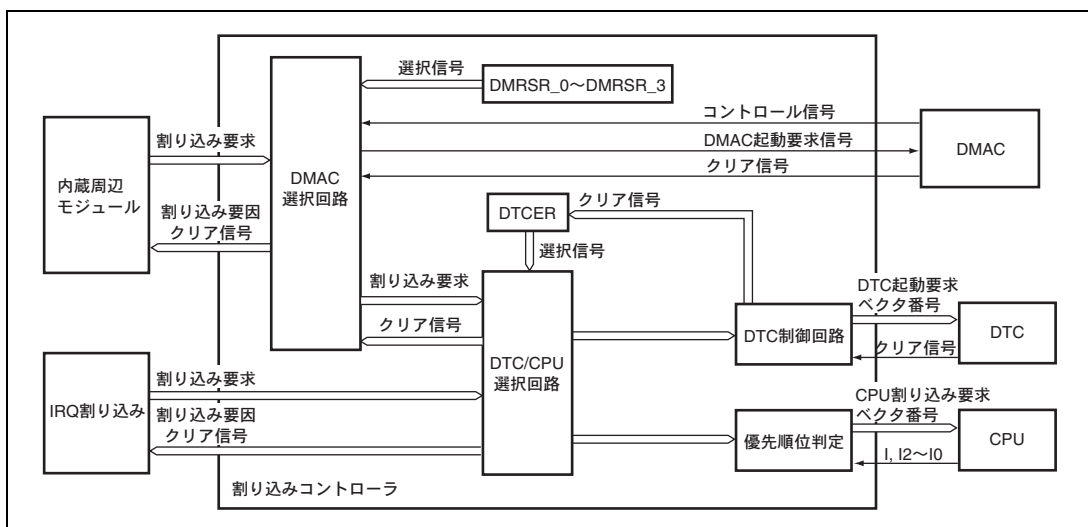 選択信号
DMRSR_0～DMRSR_3
コントロール信号
割り込み要求
DMAC起動要求信号
DMAC
クリア信号
内蔵周辺
モジュール
DMAC
選択回路
割り込み要因
クリア信号
DTCER
クリア信号
選択信号
割り込み要求
クリア信号
DTC起動要求
ベクタ番号
DTC制御回路
DTC
クリア信号
DTC/CPU
選択回路
割り込み要求
IRQ割り込み
割り込み要因
クリア信号
CPU割り込み要求
ベクタ番号
優先順位判定
CPU
I, I2～I0
割り込みコントローラ